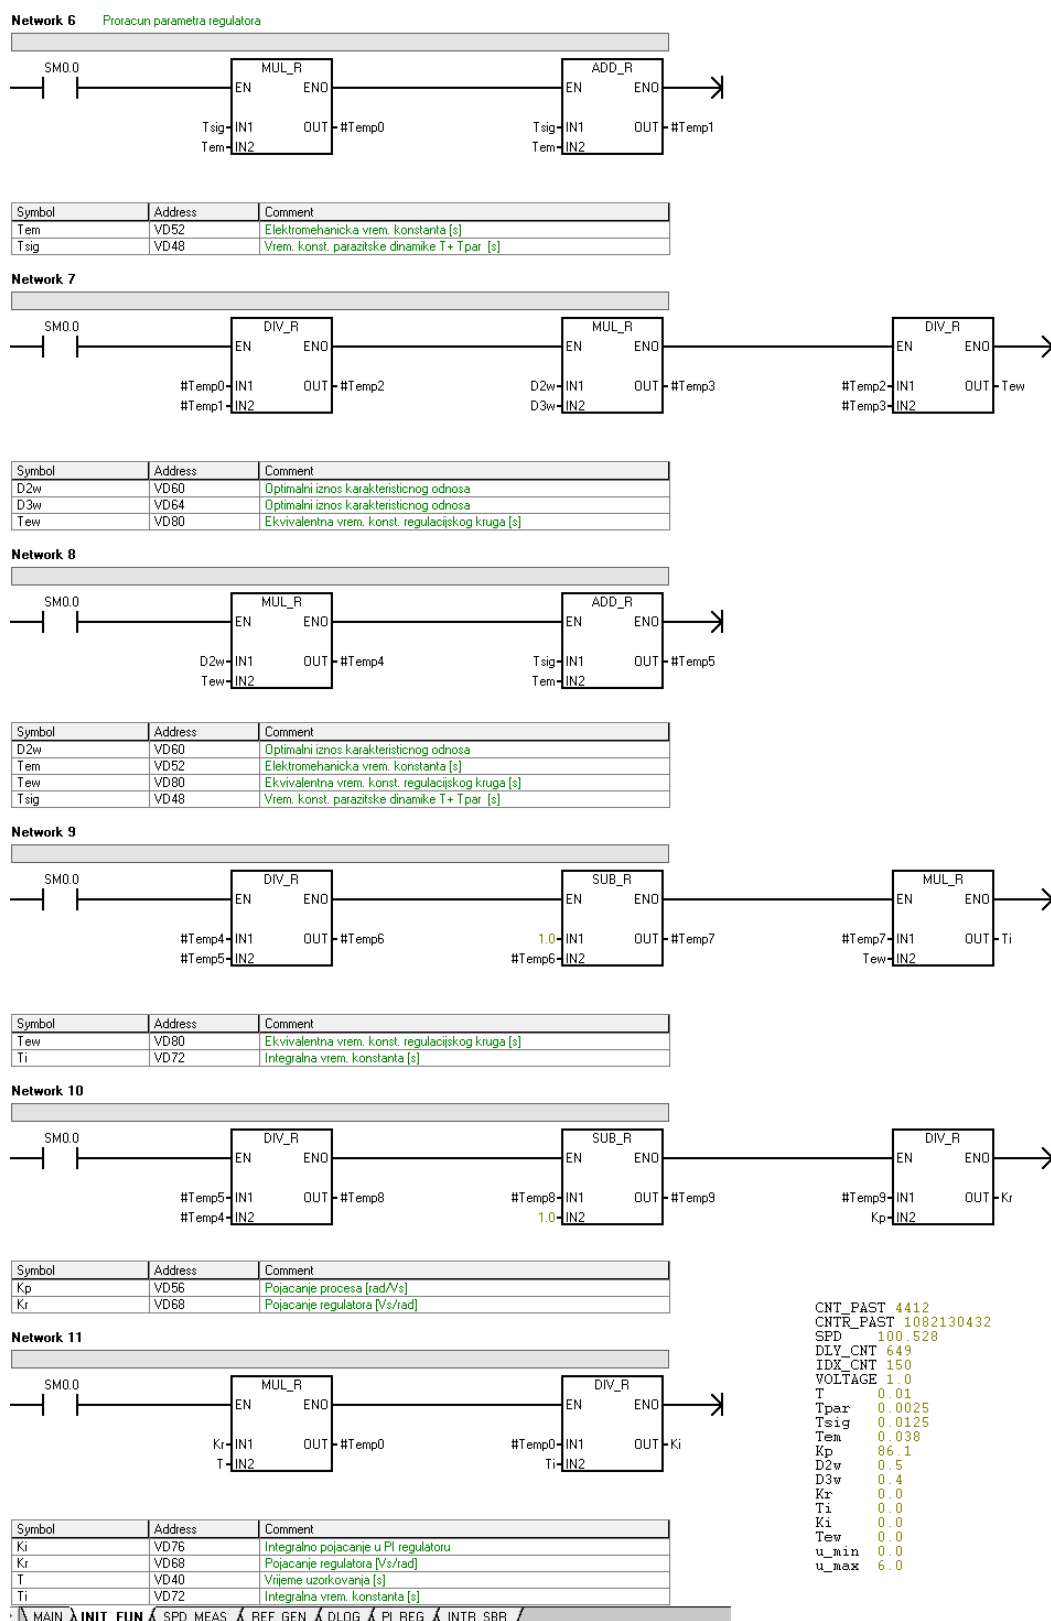 Network 6 Proracun parametra regulatora
SM0.0 MUL_R ADD_R
EN ENO EN ENO
Tsig IN1 OUT #Temp0 Tsig IN1 OUT #Temp1
Tem IN2 Tem IN2
Symbol Address Comment
Tem VD52 Elektromehanicka vrem. konstanta [s]
Tsig VD48 Vrem. konst. parazitske dinamike T+ Tpar [s]
Network 7
SM0.0 DIV_R MUL_R DIV_R
EN ENO EN ENO EN ENO
#Temp0 IN1 OUT #Temp2 D2w IN1 OUT #Temp3 #Temp2 IN1 OUT Tew
#Temp1 IN2 D3w IN2 #Temp3 IN2
Symbol Address Comment
D2w VD60 Optimalni iznos karakteristicnog odnosa
D3w VD64 Optimalni iznos karakteristicnog odnosa
Tew VD80 Ekvivalentna vrem. konst. regulacijskog kruga [s]
Network 8
SM0.0 MUL_R ADD_R
EN ENO EN ENO
D2w IN1 OUT #Temp4 Tsig IN1 OUT #Temp5
Tew IN2 Tem IN2
Symbol Address Comment
D2w VD60 Optimalni iznos karakteristicnog odnosa
Tem VD52 Elektromehanicka vrem. konstanta [s]
Tew VD80 Ekvivalentna vrem. konst. regulacijskog kruga [s]
Tsig VD48 Vrem. konst. parazitske dinamike T+ Tpar [s]
Network 9
SM0.0 DIV_R SUB_R MUL_R
EN ENO EN ENO EN ENO
#Temp4 IN1 OUT #Temp6 1.0 IN1 OUT #Temp7 #Temp7 IN1 OUT Ti
#Temp5 IN2 #Temp6 IN2 Tew IN2
Symbol Address Comment
Tew VD80 Ekvivalentna vrem. konst. regulacijskog kruga [s]
Ti VD72 Integralna vrem. konstanta [s]
Network 10
SM0.0 DIV_R SUB_R DIV_R
EN ENO EN ENO EN ENO
#Temp5 IN1 OUT #Temp8 #Temp8 IN1 OUT #Temp9 #Temp9 IN1 OUT Kr
#Temp4 IN2 1.0 IN2 Kp IN2
Symbol Address Comment
Kp VD56 Pojacanje procesa [rad/Vs]
Kr VD68 Pojacanje regulatora [Vs/rad]
Network 11
SM0.0 MUL_R DIV_R
EN ENO EN ENO
Kr IN1 OUT #Temp0 #Temp0 IN1 OUT Ki
T IN2 Ti IN2
Symbol Address Comment
Ki VD76 Integralno pojacanje u PI regulatoru
Kr VD68 Pojacanje regulatora [Vs/rad]
T VD40 Vrijeme uzorkovanja [s]
Ti VD72 Integralna vrem. konstanta [s]
MAIN INIT_FUN SPD_MEAS REF_GEN DLOG PI_REG INTR_SBR
CNT_PAST 4412
CNTR_PAST 1082130432
SPD 100.528
DLY_CNT 649
IDX_CNT 150
VOLTAGE 1.0
T 0.01
Tpar 0.0025
Tsig 0.0125
Tem 0.038
Kp 86.1
D2w 0.5
D3w 0.4
Kr 0.0
Ti 0.0
Ki 0.0
Tew 0.0
u_min 0.0
u_max 6.0